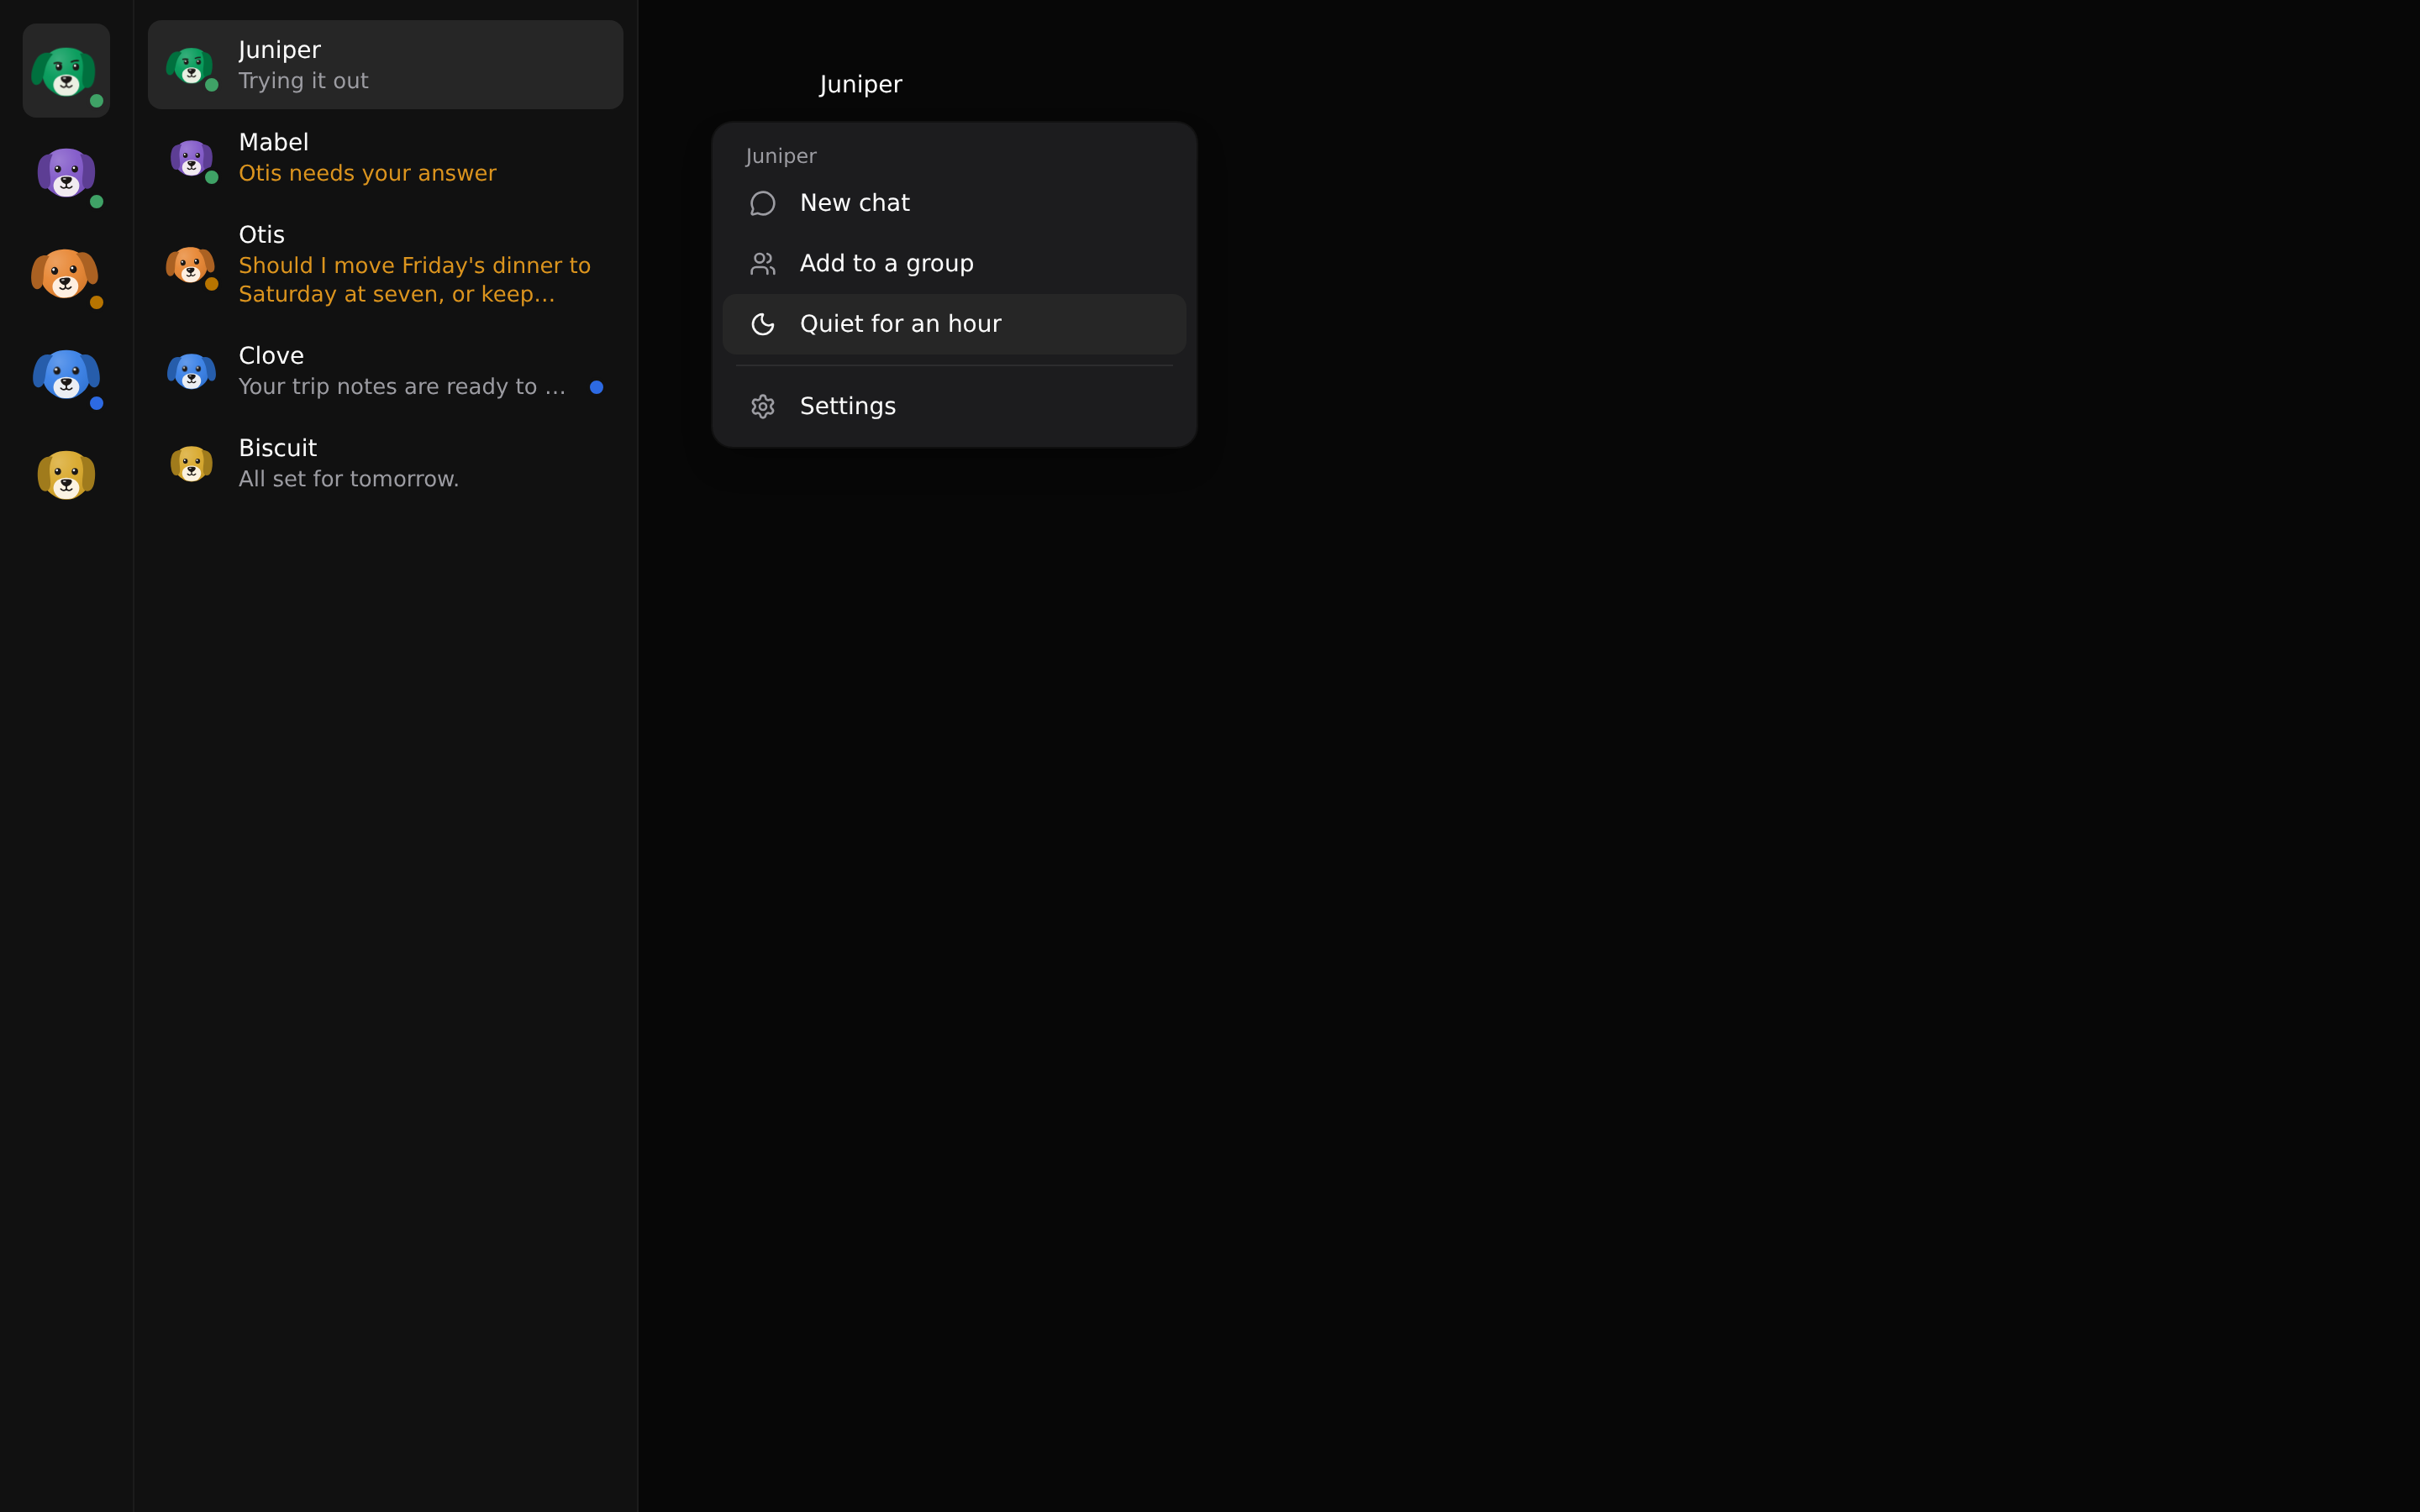 Juniper
Trying it out
Mabel
Otis needs your answer
Otis
Should I move Friday's dinner to
Saturday at seven, or keep…
Clove
Your trip notes are ready to …
Biscuit
All set for tomorrow.
Juniper
Juniper
New chat
Add to a group
Quiet for an hour
Settings